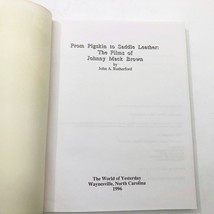 From Pigskin to Saddle Leather:
The Films of
Johnny Mack Brown
by
John A. Rutherford
The World of Yesterday
Waynesville, North Carolina
1996